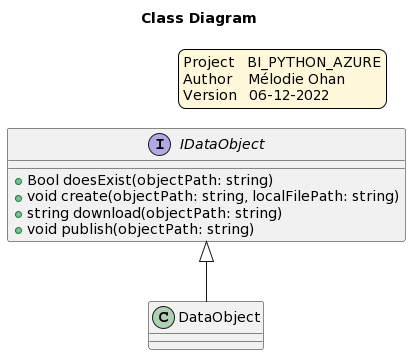 Class Diagram
Project BI_PYTHON_AZURE
Author Mélodie Ohan
Version 06-12-2022
I IDataObject
Bool doesExist(objectPath: string)
void create(objectPath: string, localFilePath: string)
string download(objectPath: string)
void publish(objectPath: string)
C DataObject